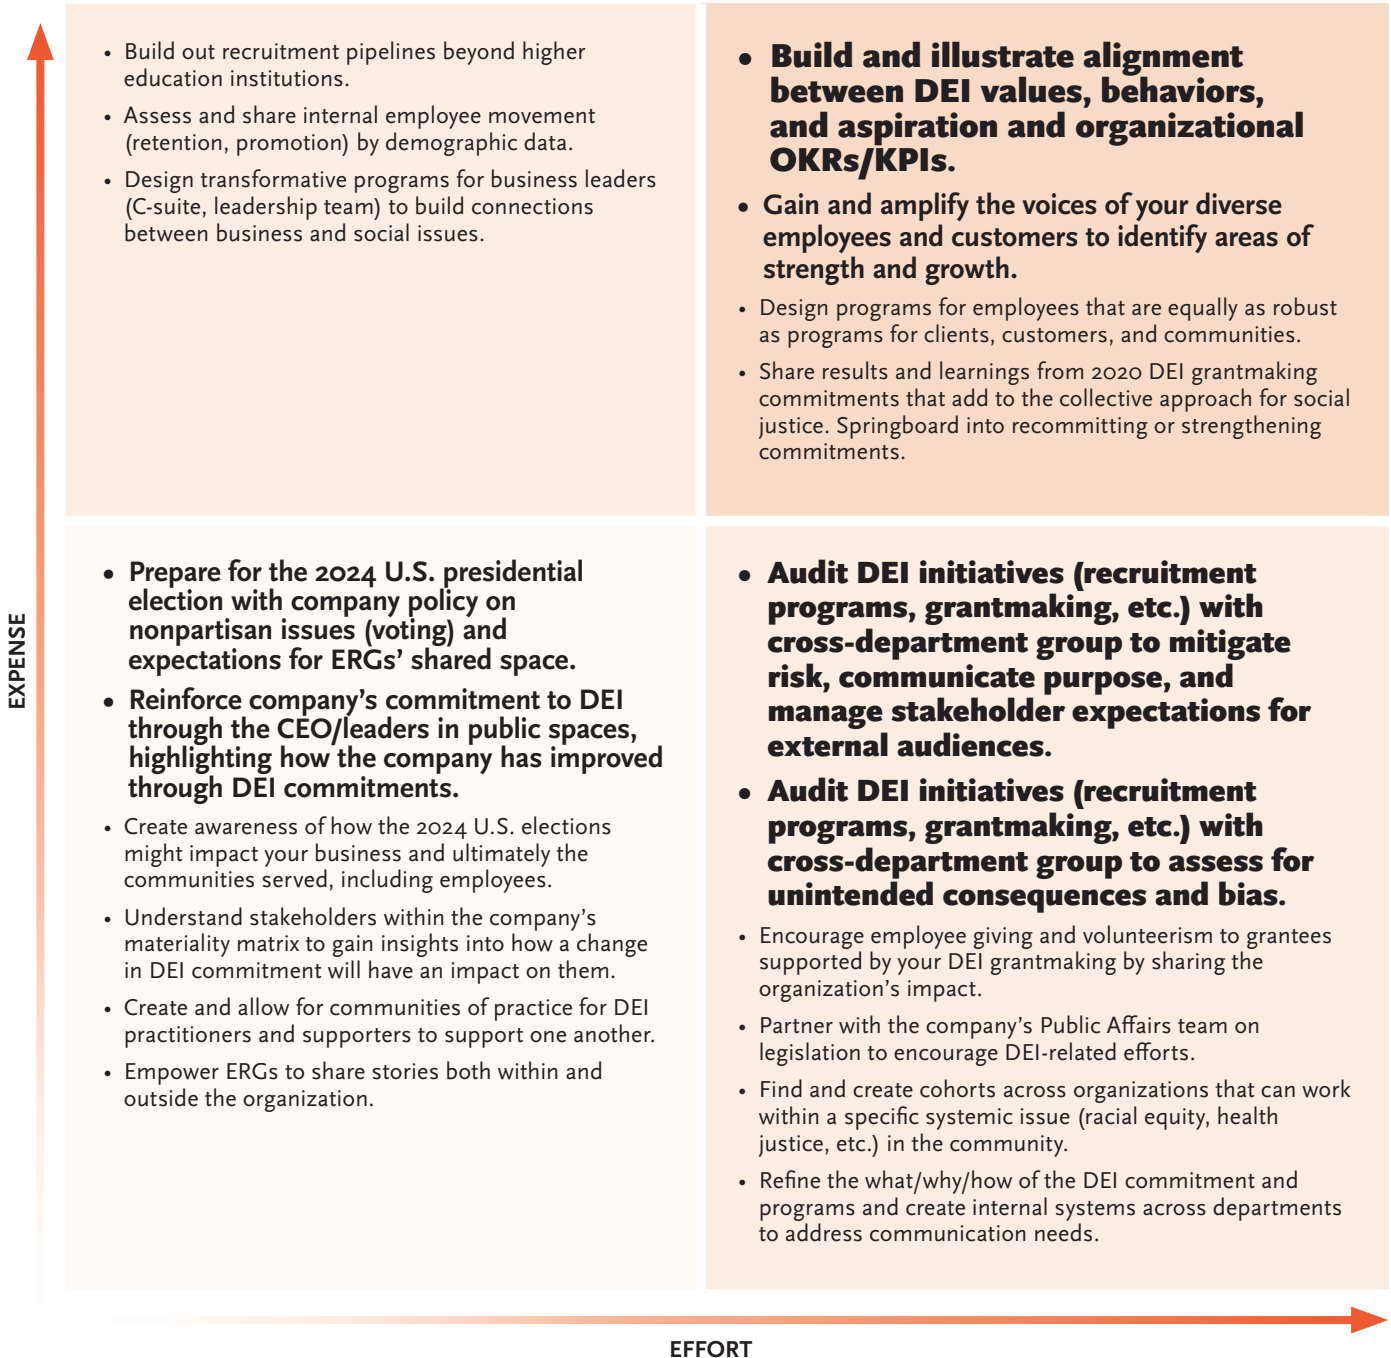 • Build out recruitment pipelines beyond higher
education institutions.
• Assess and share internal employee movement
(retention, promotion) by demographic data.
• Design transformative programs for business leaders
(C-suite, leadership team) to build connections
between business and social issues.
• Build and illustrate alignment
between DEI values, behaviors,
and aspiration and organizational
OKRs/KPIs.
• Gain and amplify the voices of your diverse
employees and customers to identify areas of
strength and growth.
• Design programs for employees that are equally as robust
as programs for clients, customers, and communities.
• Share results and learnings from 2020 DEI grantmaking
commitments that add to the collective approach for social
justice. Springboard into recommitting or strengthening
commitments.
EXPENSE
• Prepare for the 2024 U.S. presidential
election with company policy on
nonpartisan issues (voting) and
expectations for ERGs’ shared space.
• Reinforce company’s commitment to DEI
through the CEO/leaders in public spaces,
highlighting how the company has improved
through DEI commitments.
• Create awareness of how the 2024 U.S. elections
might impact your business and ultimately the
communities served, including employees.
• Understand stakeholders within the company’s
materiality matrix to gain insights into how a change
in DEI commitment will have an impact on them.
• Create and allow for communities of practice for DEI
practitioners and supporters to support one another.
• Empower ERGs to share stories both within and
outside the organization.
• Audit DEI initiatives (recruitment
programs, grantmaking, etc.) with
cross-department group to mitigate
risk, communicate purpose, and
manage stakeholder expectations for
external audiences.
• Audit DEI initiatives (recruitment
programs, grantmaking, etc.) with
cross-department group to assess for
unintended consequences and bias.
• Encourage employee giving and volunteerism to grantees
supported by your DEI grantmaking by sharing the
organization’s impact.
• Partner with the company’s Public Affairs team on
legislation to encourage DEI-related efforts.
• Find and create cohorts across organizations that can work
within a specific systemic issue (racial equity, health
justice, etc.) in the community.
• Refine the what/why/how of the DEI commitment and
programs and create internal systems across departments
to address communication needs.
EFFORT